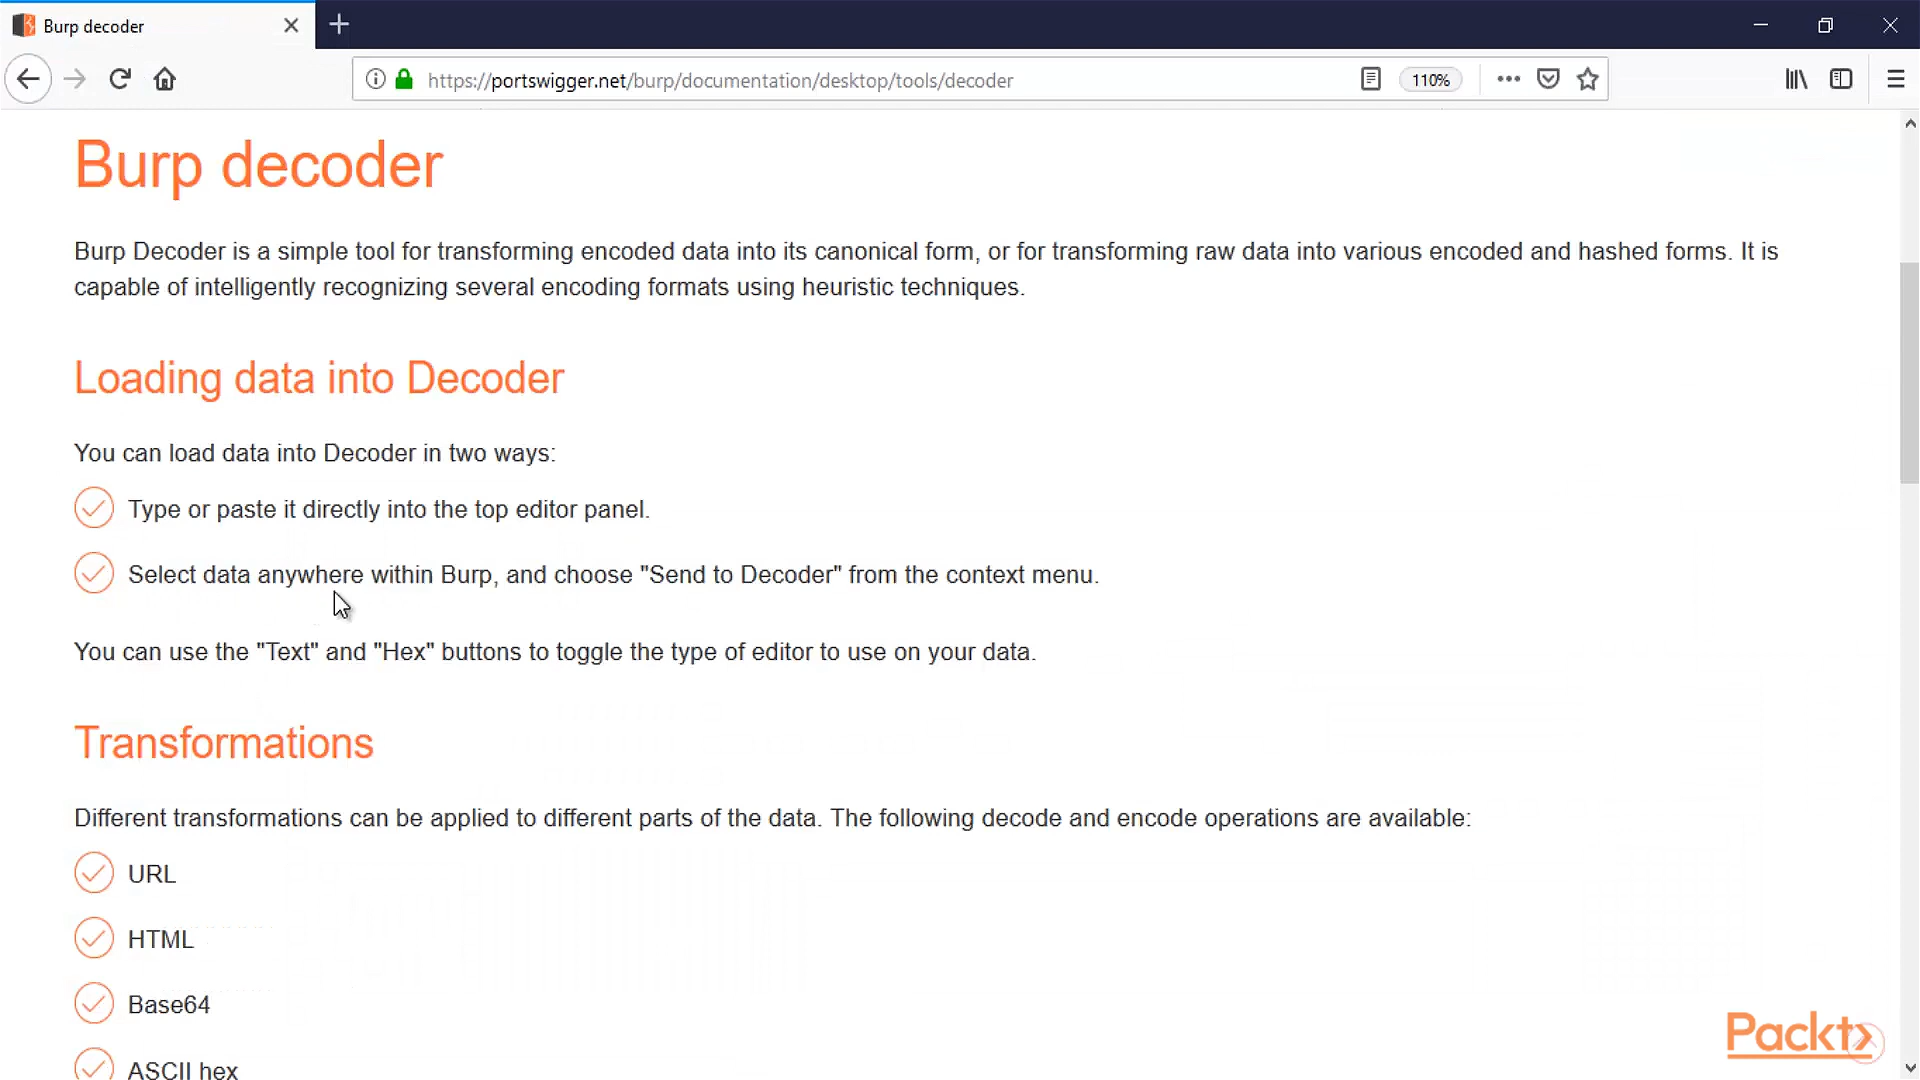 Burp decoder
https://portswigger.net/burp/documentation/desktop/tools/decoder
110%
Burp decoder
Burp Decoder is a simple tool for transforming encoded data into its canonical form, or for transforming raw data into various encoded and hashed forms. It is
capable of intelligently recognizing several encoding formats using heuristic techniques.
Loading data into Decoder
You can load data into Decoder in two ways:
Type or paste it directly into the top editor panel.
Select data anywhere within Burp, and choose "Send to Decoder" from the context menu.
You can use the "Text" and "Hex" buttons to toggle the type of editor to use on your data.
Transformations
Different transformations can be applied to different parts of the data. The following decode and encode operations are available:
URL
HTML
Base64
ASCII hex
Packt